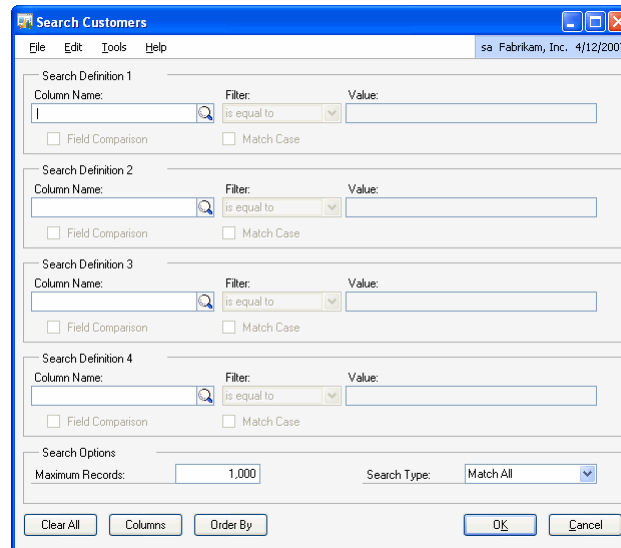 Search Customers
File Edit Tools Help sa Fabrikam, Inc. 4/12/2007
Search Definition 1
Column Name: Filter: Value:
is equal to
Field Comparison Match Case
Search Definition 2
Column Name: Filter: Value:
is equal to
Field Comparison Match Case
Search Definition 3
Column Name: Filter: Value:
is equal to
Field Comparison Match Case
Search Definition 4
Column Name: Filter: Value:
is equal to
Field Comparison Match Case
Search Options
Maximum Records: 1,000 Search Type: Match All
Clear All Columns Order By OK Cancel